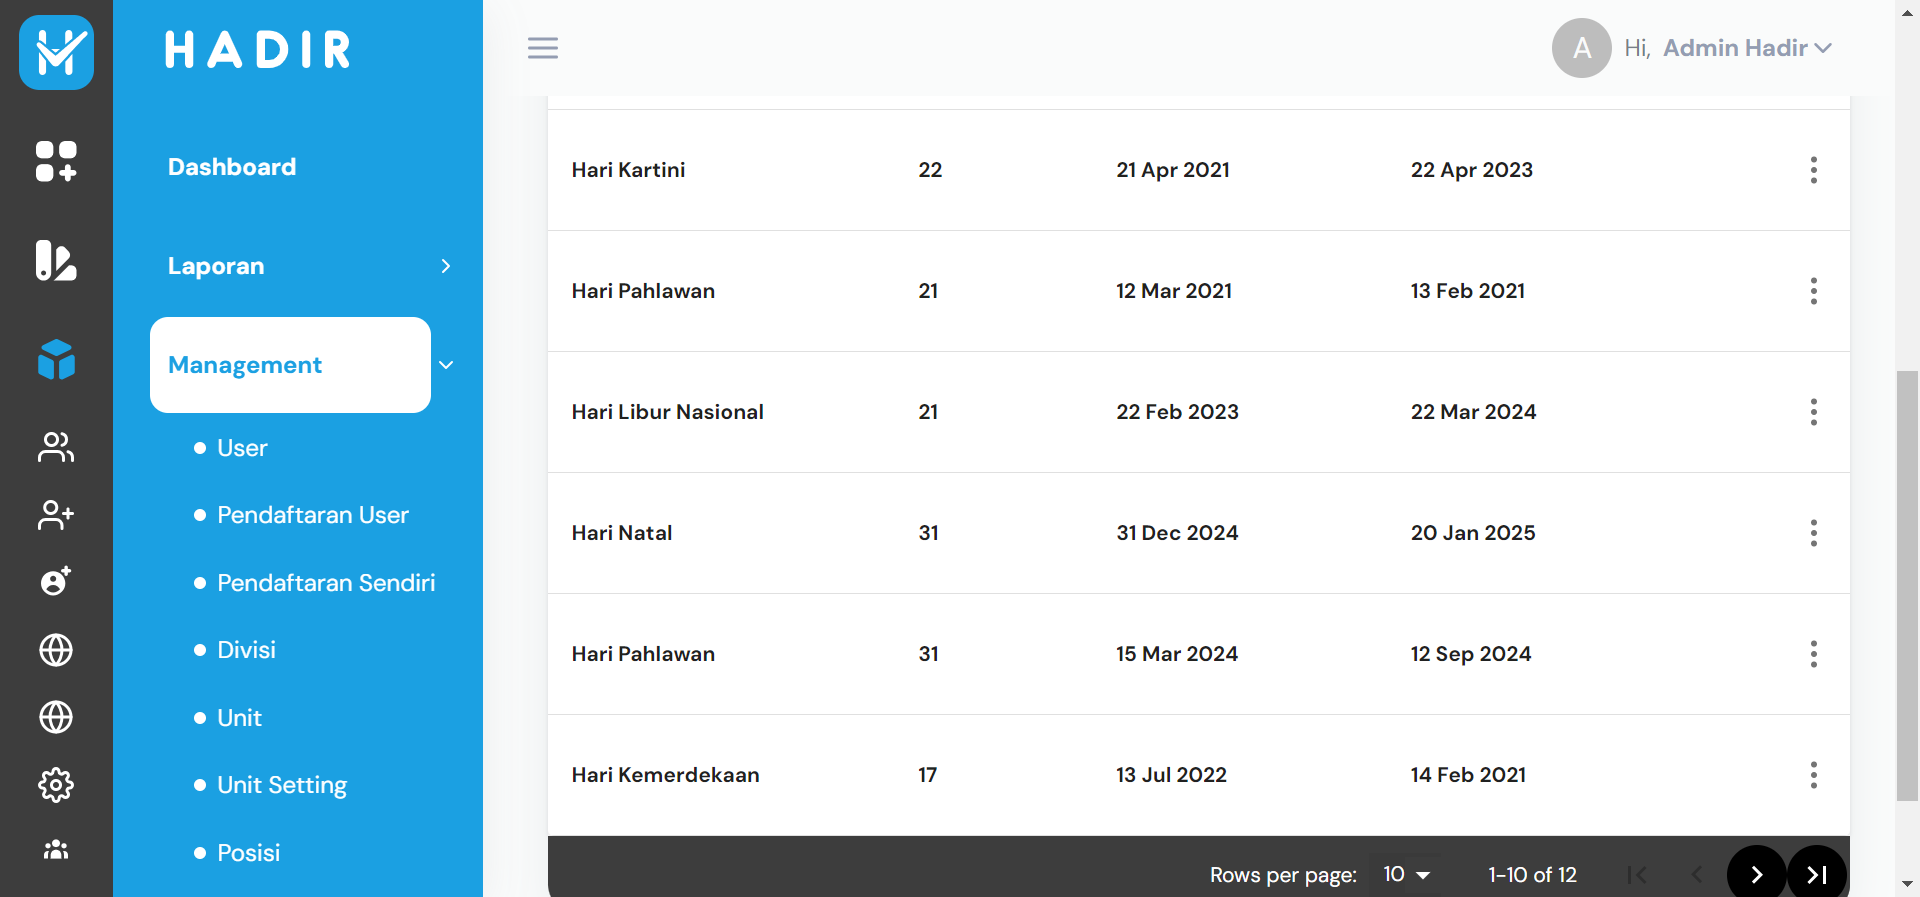 HADIR
Hi, Admin Hadir
A
Dashboard
Laporan
Management
User
Pendaftaran User
Pendaftaran Sendiri
Divisi
Unit
Unit Setting
Posisi
Hari Kartini 22 21 Apr 2021 22 Apr 2023
Hari Pahlawan 21 12 Mar 2021 13 Feb 2021
Hari Libur Nasional 21 22 Feb 2023 22 Mar 2024
Hari Natal 31 31 Dec 2024 20 Jan 2025
Hari Pahlawan 31 15 Mar 2024 12 Sep 2024
Hari Kemerdekaan 17 13 Jul 2022 14 Feb 2021
Rows per page: 10 1-10 of 12